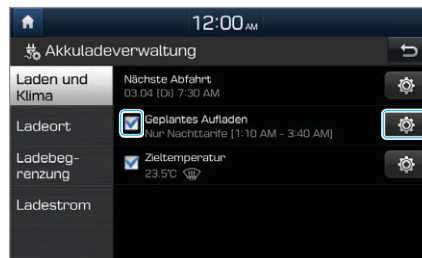 12:00 AM
Akkuladeverwaltung
Laden und
Klima
Nächste Abfahrt
03.04 (Di) 7:30 AM
Ladeort
Geplantes Aufladen
Nur Nachttarife [1:10 AM - 3:40 AM]
Ladebeg-
renzung
Zieltemperatur
23.5℃
Ladestrom